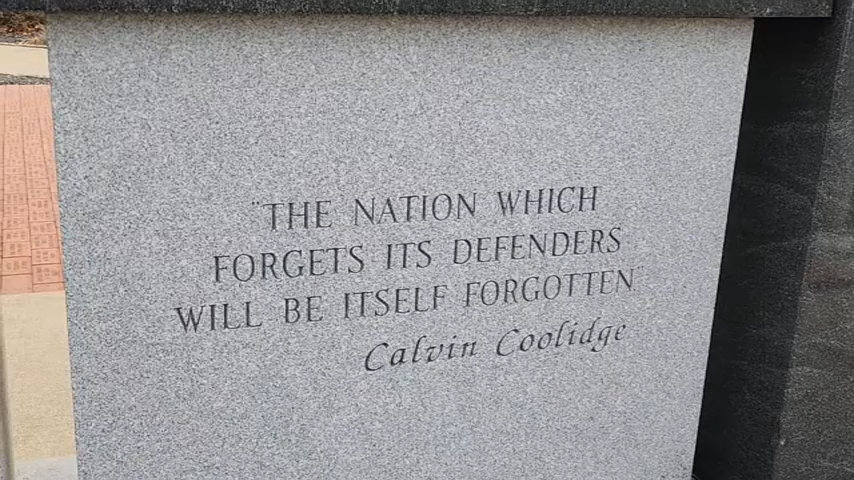 "THE NATION WHICH
FORGETS ITS DEFENDERS
WILL BE ITSELF FORGOTTEN"
Calvin Coolidge